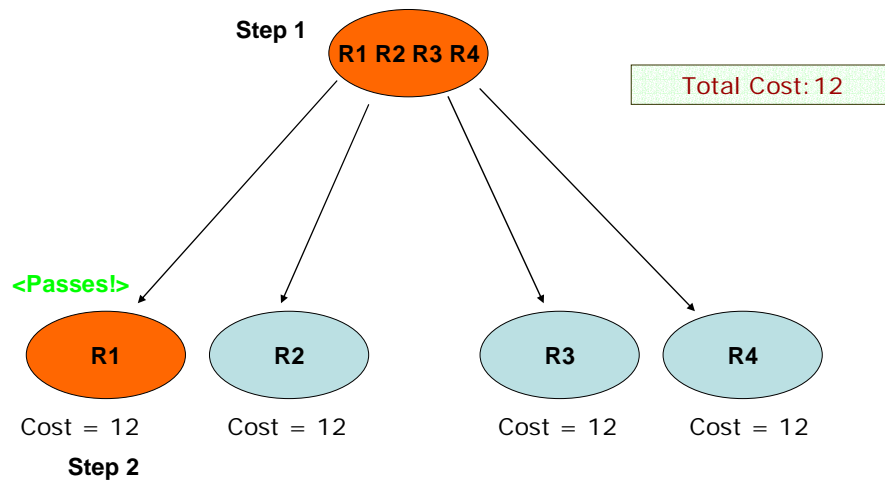 Step 1
R1 R2 R3 R4
Total Cost: 12
<Passes!>
R1
R2
R3
R4
Cost = 12
Cost = 12
Cost = 12
Cost = 12
Step 2